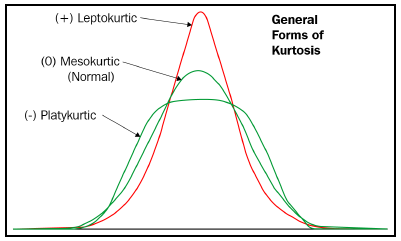 (+) Leptokurtic
General
Forms of
Kurtosis
(0) Mesokurtic
(Normal)
(-) Platykurtic